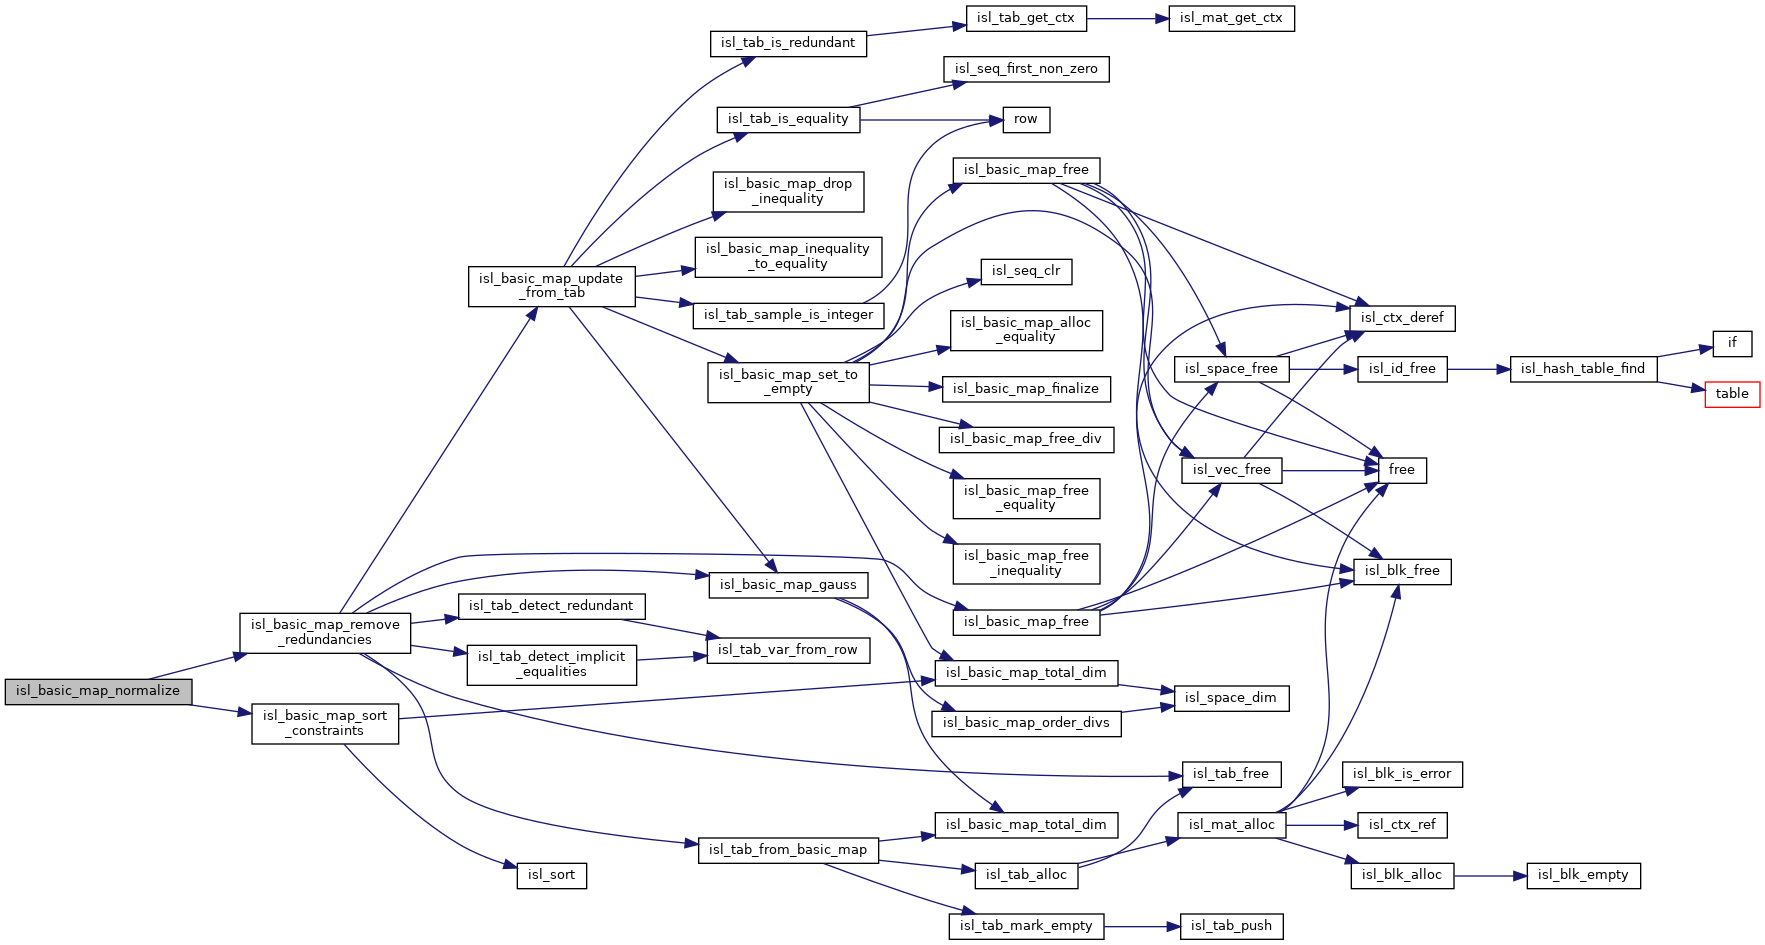 isl_tab_get_ctx
isl_mat_get_ctx
isl_tab_is_redundant
isl_seq_first_non_zero
isl_tab_is_equality
row
isl_basic_map_free
isl_basic_map_drop
_inequality
isl_basic_map_inequality
_to_equality
isl_seq_clr
isl_basic_map_update
_from_tab
isl_tab_sample_is_integer
isl_basic_map_alloc
_equality
isl_ctx_deref
if
isl_space_free
isl_id_free
isl_hash_table_find
isl_basic_map_set_to
_empty
isl_basic_map_finalize
table
isl_basic_map_free_div
isl_vec_free
free
isl_basic_map_free
_equality
isl_basic_map_free
_inequality
isl_blk_free
isl_basic_map_gauss
isl_tab_detect_redundant
isl_basic_map_free
isl_basic_map_remove
_redundancies
isl_tab_var_from_row
isl_tab_detect_implicit
_equalities
isl_basic_map_total_dim
isl_basic_map_normalize
isl_space_dim
isl_basic_map_sort
_constraints
isl_basic_map_order_divs
isl_tab_free
isl_blk_is_error
isl_basic_map_total_dim
isl_mat_alloc
isl_ctx_ref
isl_tab_from_basic_map
isl_sort
isl_tab_alloc
isl_blk_alloc
isl_blk_empty
isl_tab_mark_empty
isl_tab_push